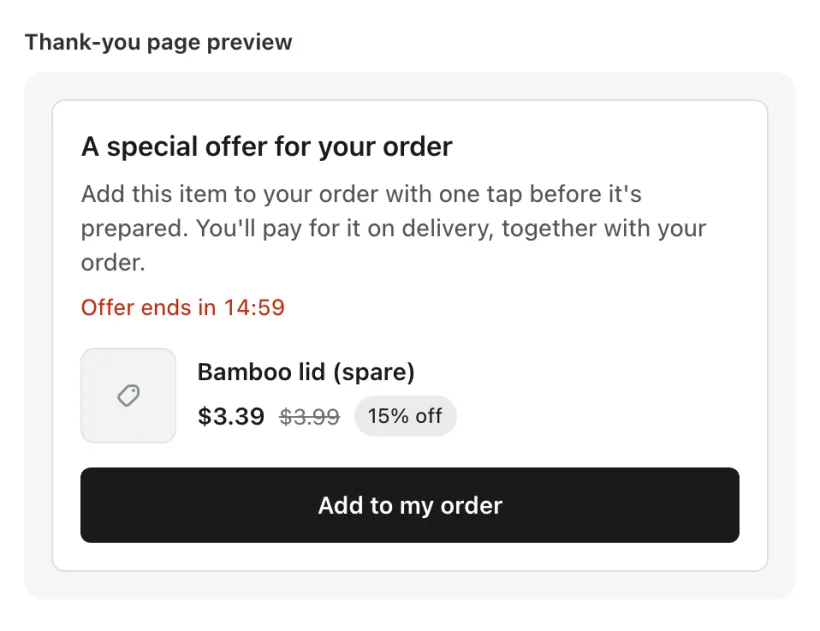 Thank-you page preview
A special offer for your order
Add this item to your order with one tap before it's
prepared. You'll pay for it on delivery, together with your
order.
Offer ends in 14:59
Bamboo lid (spare)
$3.39 $3.99 15% off
Add to my order